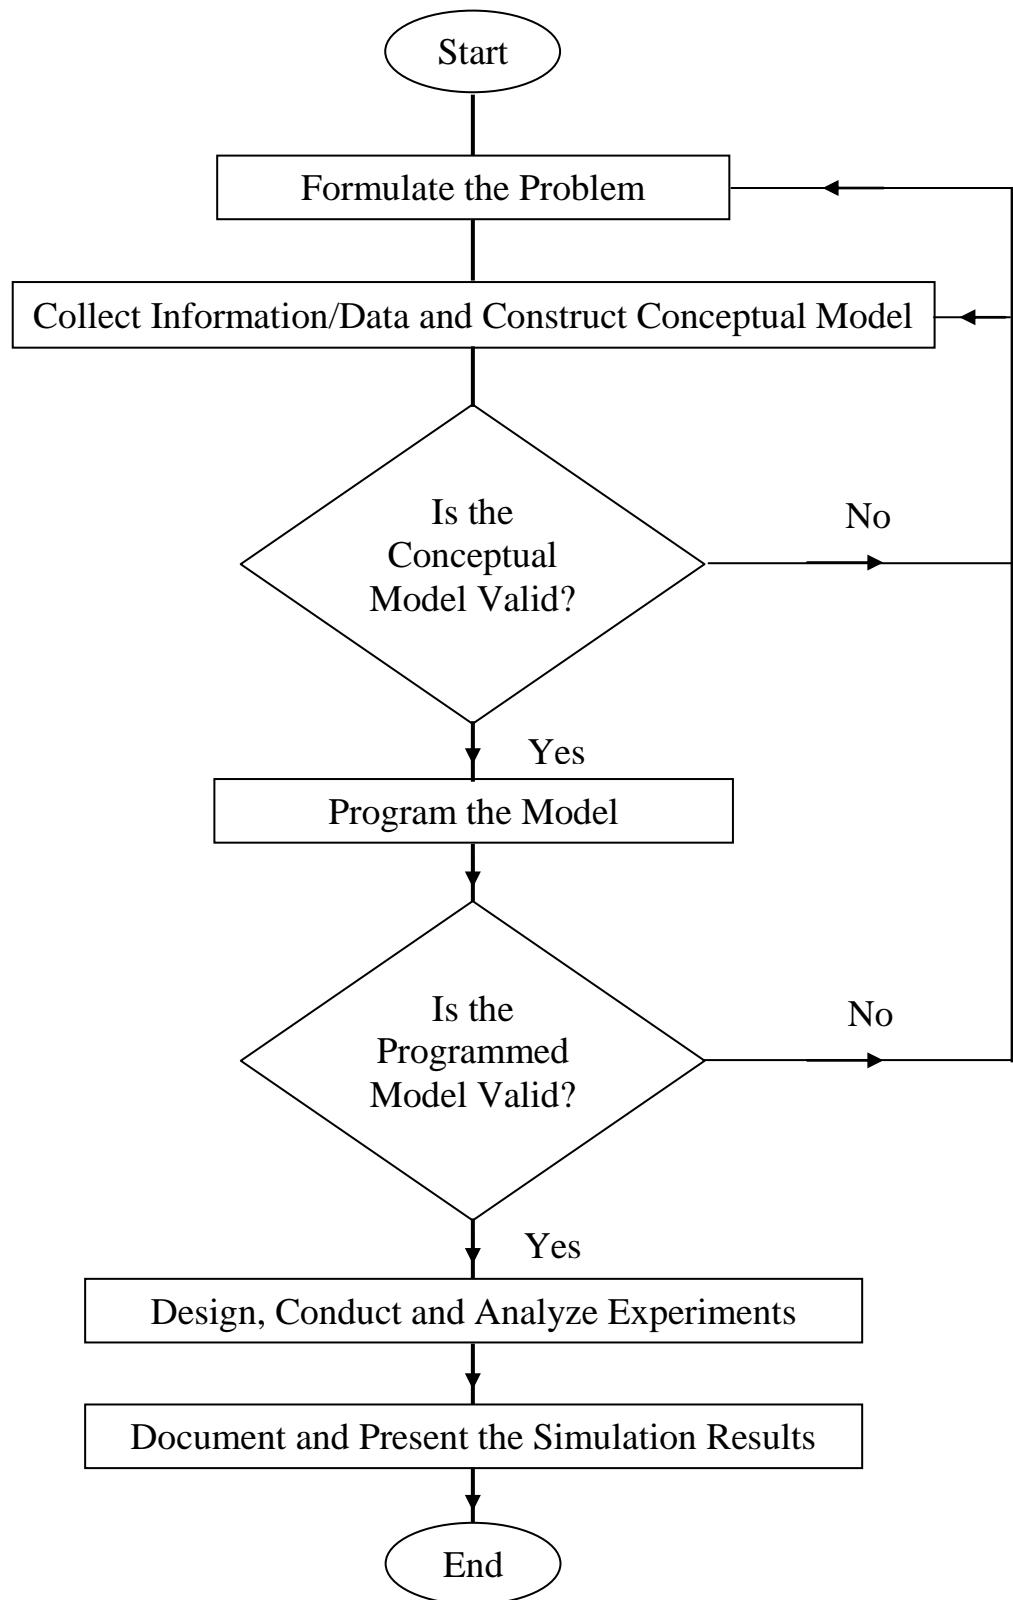 Start
Formulate the Problem
Collect Information/Data and Construct Conceptual Model
Is the
Conceptual
Model Valid?
No
Yes
Program the Model
Is the
Programmed
Model Valid?
No
Yes
Design, Conduct and Analyze Experiments
Document and Present the Simulation Results
End